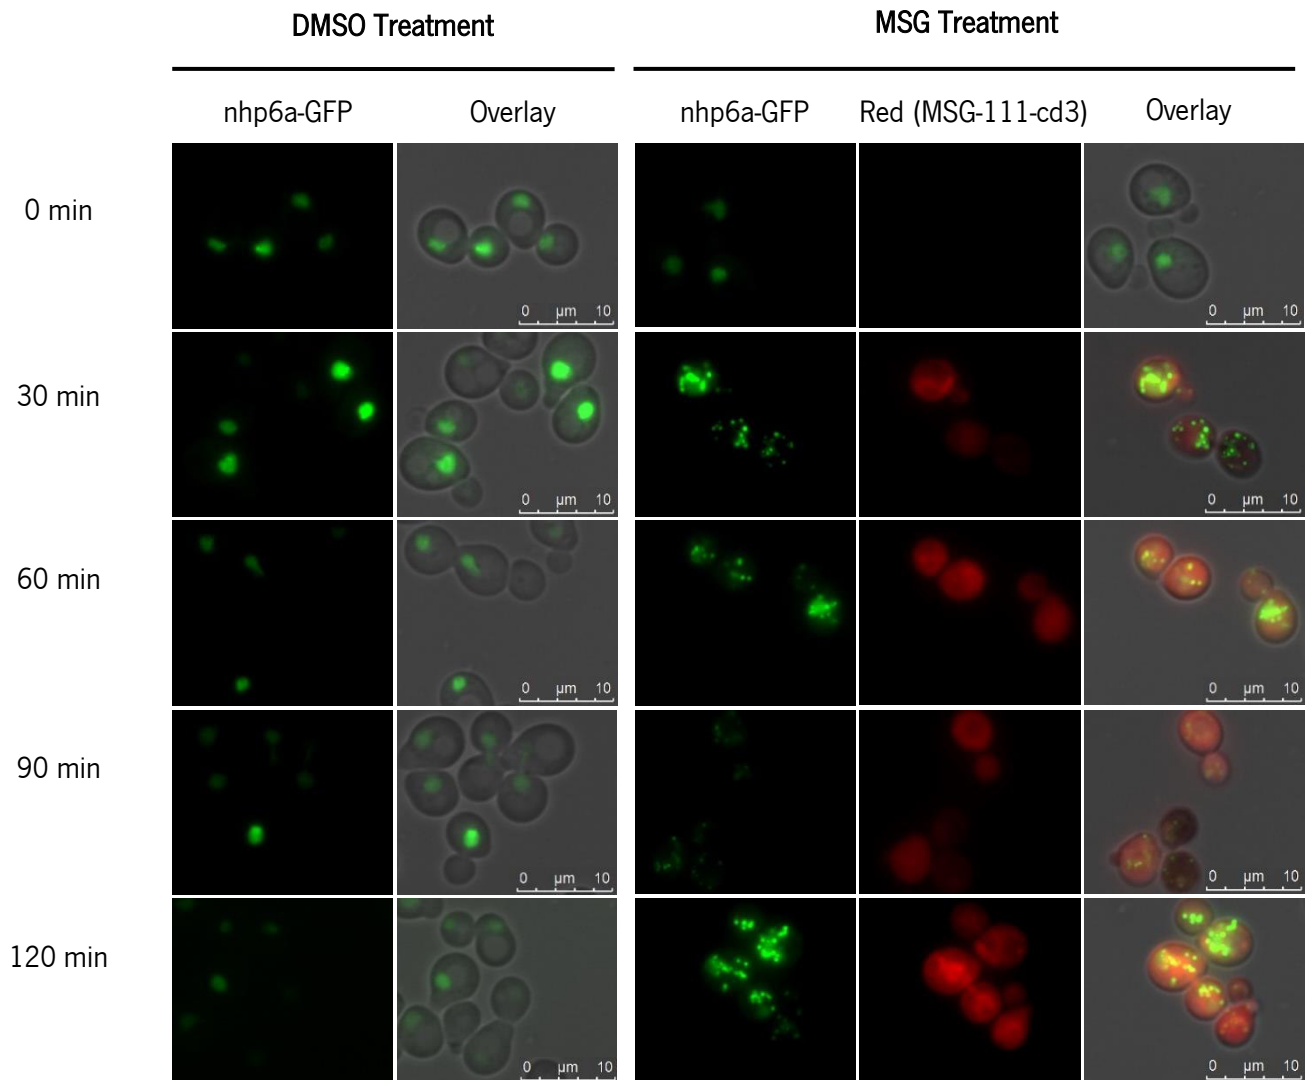 DMSO Treatment
MSG Treatment
nhp6a-GFP
Overlay
nhp6a-GFP
Red (MSG-111-cd3)
Overlay
0 min
0 µm 10
0 µm 10
30 min
0 µm 10
0 µm 10
60 min
0 µm 10
0 µm 10
90 min
0 µm 10
0 µm 10
120 min
0 µm 10
0 µm 10